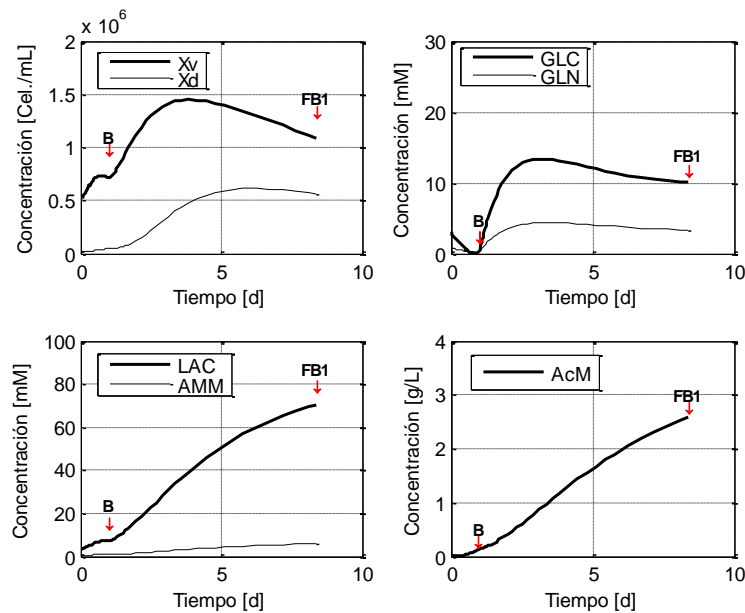 x 10^6
Concentración [Cel./mL]
2
1.5
1
0.5
0
Xv
Xd
B
FB1
0 5 10
Tiempo [d]
Concentración [mM]
30
20
10
0
GLC
GLN
B
FB1
0 5 10
Tiempo [d]
Concentración [mM]
100
80
60
40
20
0
LAC
AMM
B
FB1
0 5 10
Tiempo [d]
Concentración [g/L]
4
3
2
1
0
AcM
B
FB1
0 5 10
Tiempo [d]